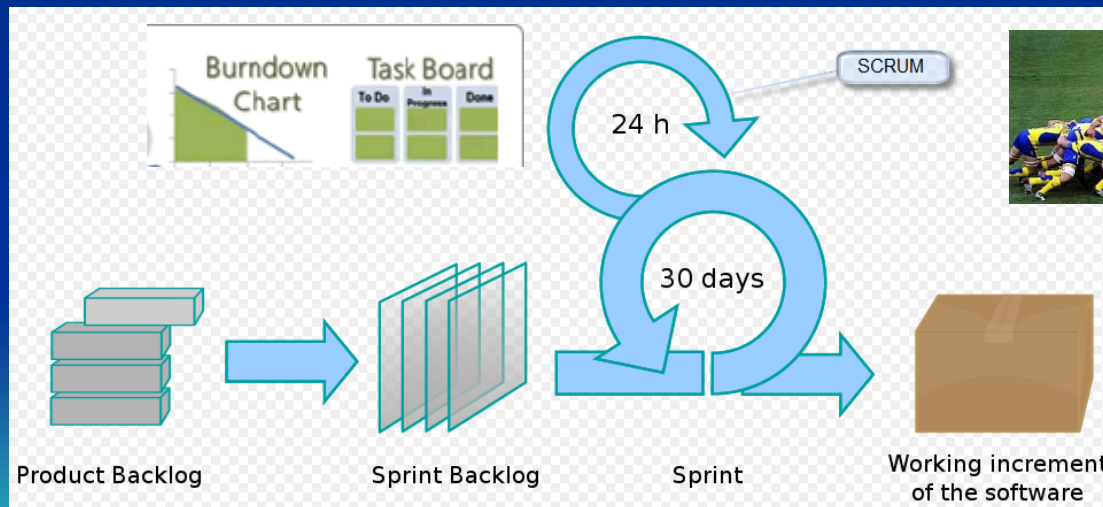 Burndown
Chart
Task Board
To Do
In
Progress
Done
SCRUM
24 h
30 days
Product Backlog
Sprint Backlog
Sprint
Working increment
of the software